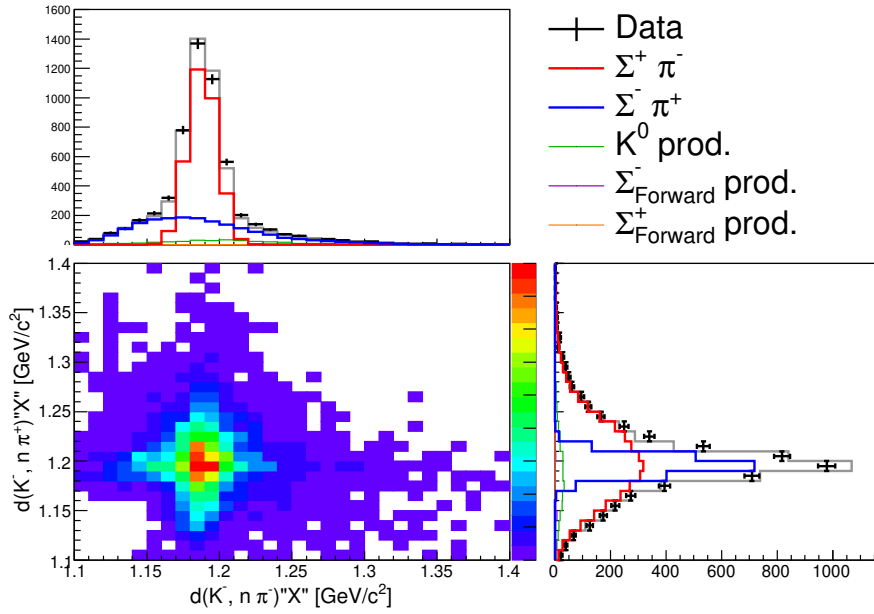 1600
1400
1200
1000
800
600
400
200
0
Data
Σ⁺ π⁻
Σ⁻ π⁺
K⁰ prod.
Σ⁻Forward prod.
Σ⁺Forward prod.
1.4
1.35
1.3
1.25
1.2
1.15
1.1
d(K⁻, n π⁺)"X" [GeV/c²]
1.1 1.15 1.2 1.25 1.3 1.35 1.4
d(K⁻, n π⁻)"X" [GeV/c²]
0 200 400 600 800 1000